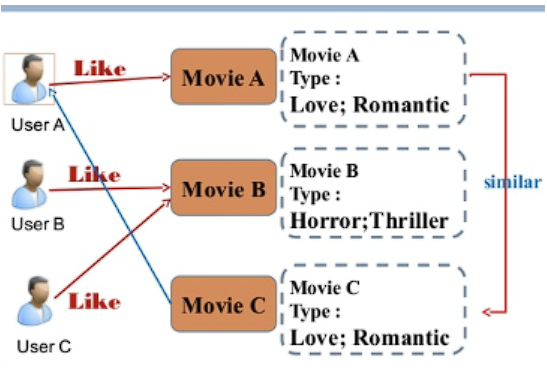 Like
Movie A
Movie A
Type :
Love; Romantic
User A
similar
Like
Movie B
Movie B
Type :
Horror;Thriller
User B
Like
Movie C
Movie C
Type :
Love; Romantic
User C